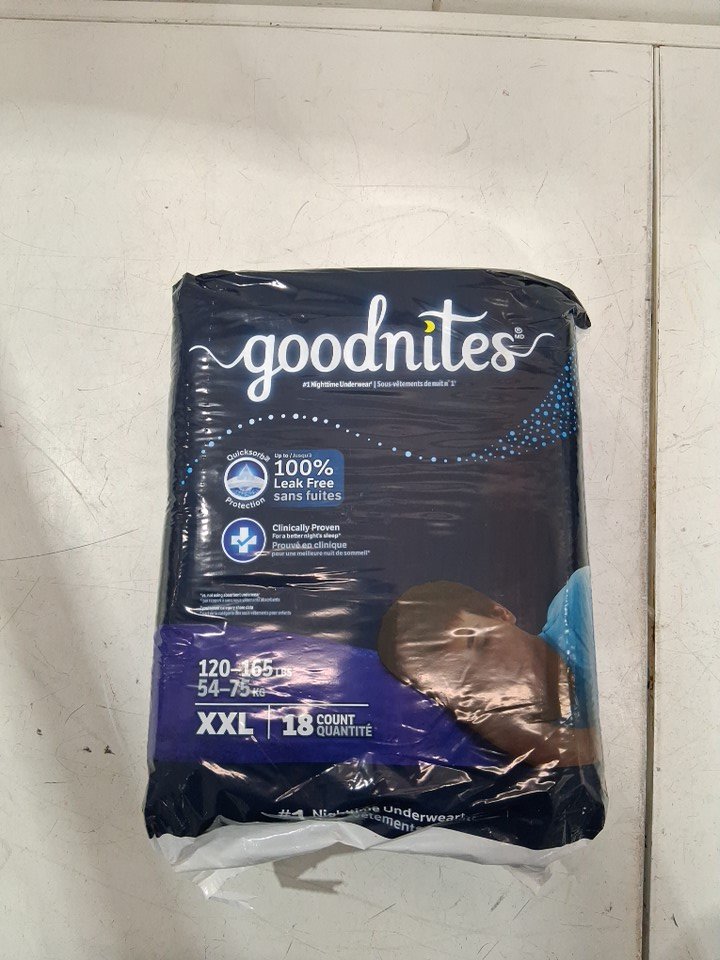 goodnites
MD
#1 Nighttime Underwear* | Sous-vêtements de nuit n° 1*
Quicksorb
Protection
Up to / Jusqu'à
100%
Leak Free
sans fuites
Clinically Proven
For a better night's sleep*
Prouvé en clinique
pour une meilleure nuit de sommeil*
120–165 LBS
54–75 KG
XXL
18 COUNT
QUANTITÉ
#1 Nighttime Underwear